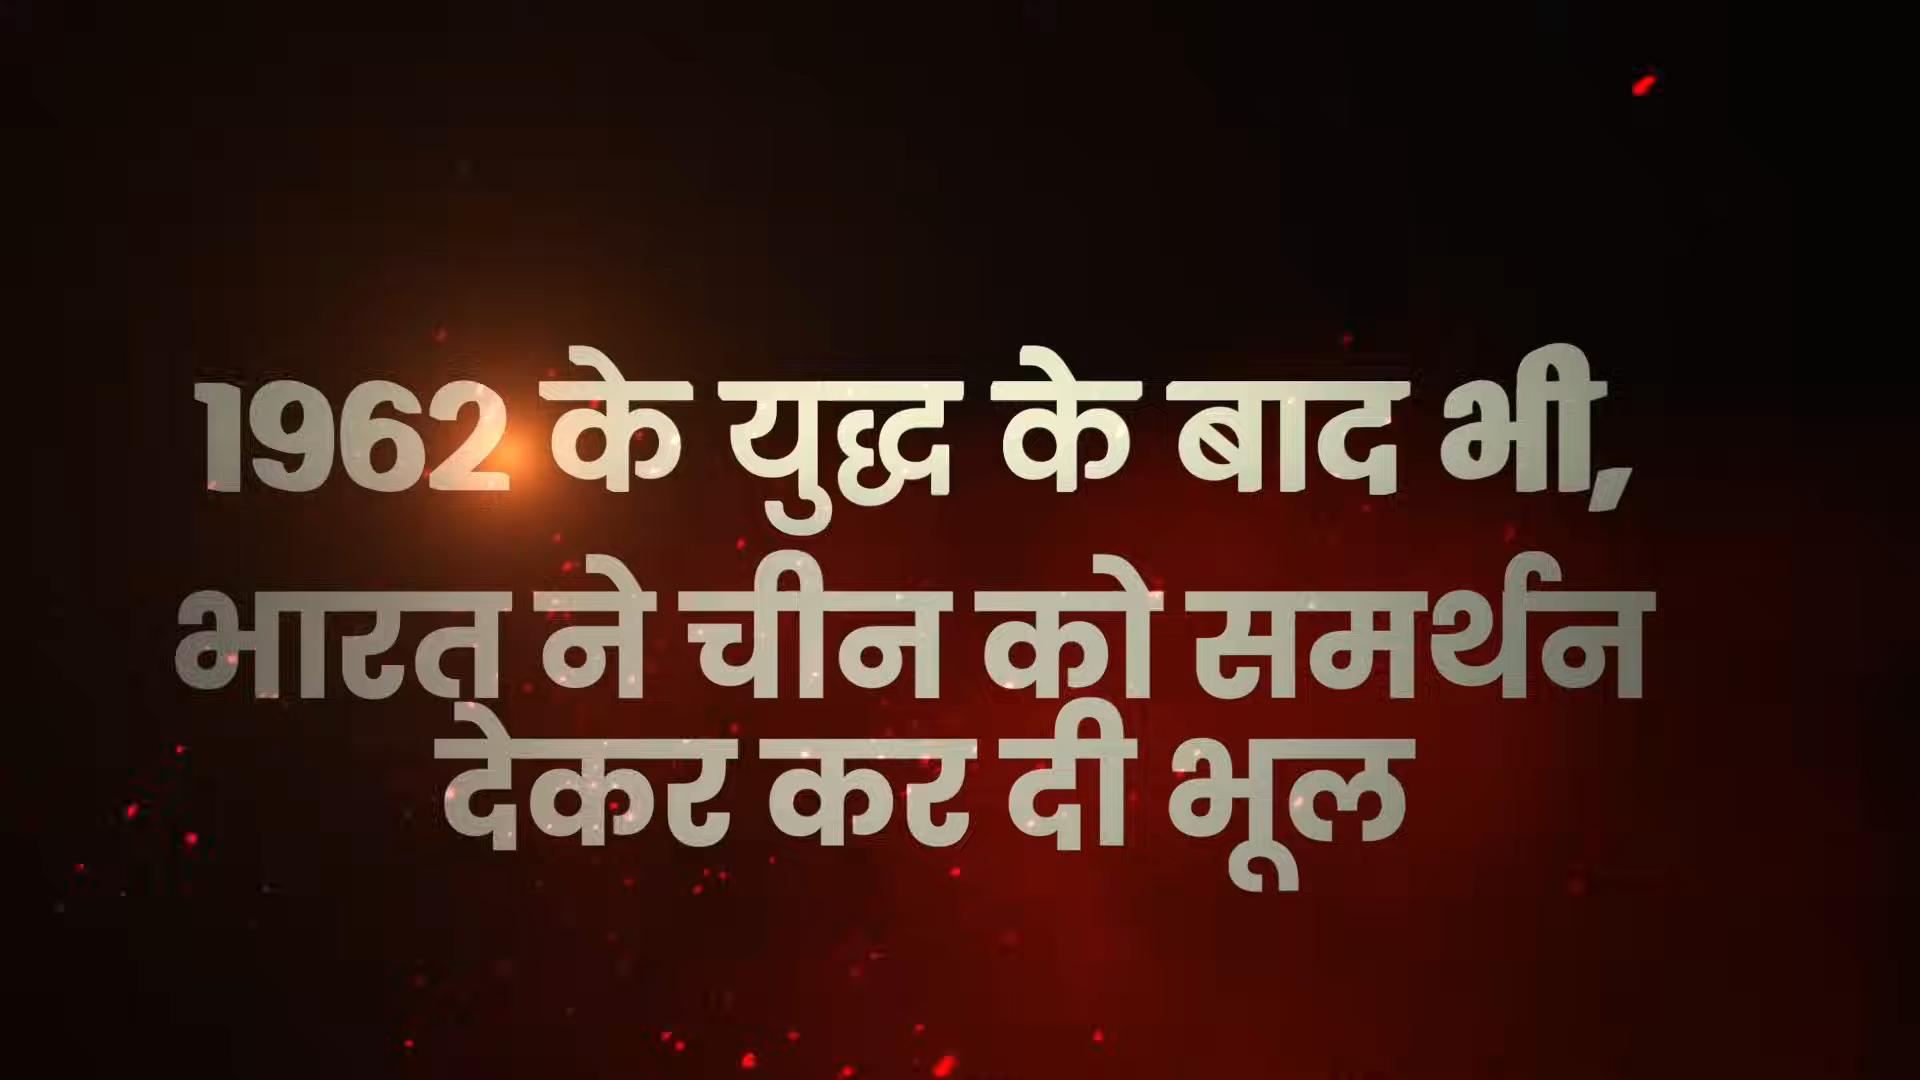 1962 के युद्ध के बाद भी,
भारत ने चीन को समर्थन
देकर कर दी भूल